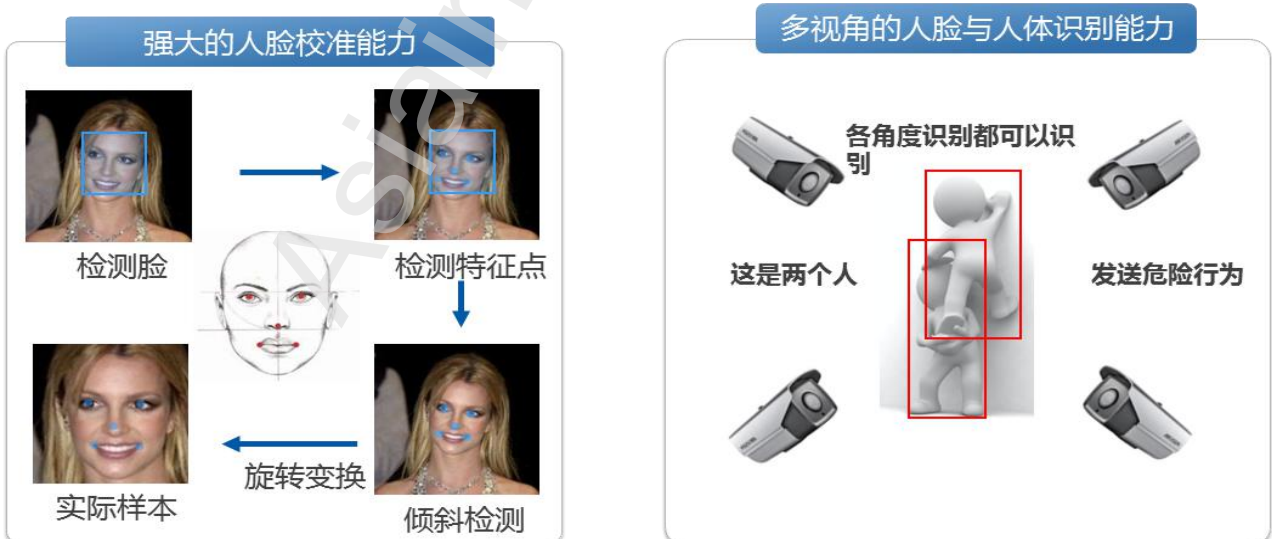 强大的人脸校准能力
检测脸
检测特征点
旋转变换
实际样本
倾斜检测
多视角的人脸与人体识别能力
各角度识别都可以识
别
这是两个人
发送危险行为